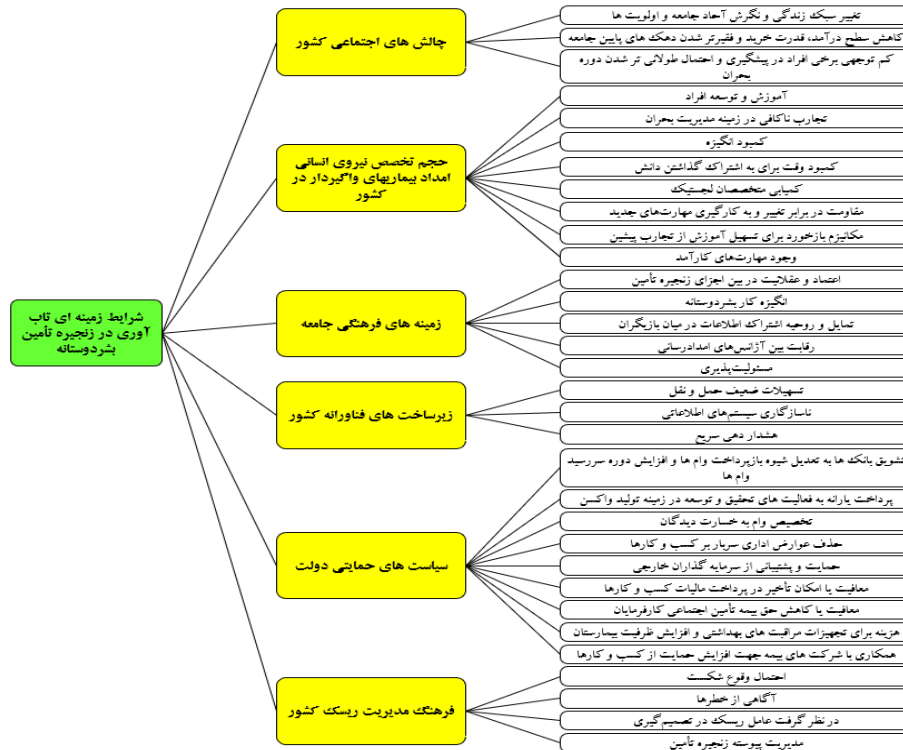 شرایط زمینه ای تاب
آوری در زنجیره تأمین
بشردوستانه
چالش های اجتماعی کشور
تغییر سبک زندگی و نگرش آحاد جامعه و اولویت ها
کاهش سطح درآمد، قدرت خرید و فقیرتر شدن دهک های پایین جامعه
کم توجهی برخی افراد در پیشگیری و احتمال طولانی تر شدن دوره
بحران
حجم تخصص نیروی انسانی
امداد بیماریهای واگیردار در
کشور
آموزش و توسعه افراد
تجارب ناکافی در زمینه مدیریت بحران
کمبود انگیزه
کمبود وقت برای به اشتراک گذاشتن دانش
کمیابی متخصصان لجستیک
مقاومت در برابر تغییر و به کارگیری مهارت‌های جدید
مکانیزم بازخورد برای تسهیل آموزش از تجارب پیشین
وجود مهارت‌های کارآمد
زمینه های فرهنگی جامعه
اعتماد و عقلانیت در بین اجزای زنجیره تأمین
انگیزه کار بشردوستانه
تمایل و روحیه اشتراک اطلاعات در میان بازیگران
رقابت بین آژانس‌های امدادرسانی
مسئولیت‌پذیری
زیرساخت های فناورانه کشور
تسهیلات ضعیف حمل و نقل
ناسازگاری سیستم‌های اطلاعاتی
هشدار دهی سریع
سیاست های حمایتی دولت
تشویق بانک ها به تعدیل شیوه بازپرداخت وام ها و افزایش دوره سررسید
وام ها
پرداخت یارانه به فعالیت های تحقیق و توسعه در زمینه تولید واکسن
تخصیص وام به خسارت دیدگان
حذف عوارض اداری سربار بر کسب و کارها
حمایت و پشتیبانی از سرمایه گذاران خارجی
معافیت یا امکان تأخیر در پرداخت مالیات کسب و کارها
معافیت یا کاهش حق بیمه تأمین اجتماعی کارفرمایان
هزینه برای تجهیزات مراقبت های بهداشتی و افزایش ظرفیت بیمارستان
همکاری با شرکت های بیمه جهت افزایش حمایت از کسب و کارها
فرهنگ مدیریت ریسک کشور
احتمال وقوع شکست
آگاهی از خطرها
در نظر گرفت عامل ریسک در تصمیم‌گیری
مدیریت پیوسته زنجیره تأمین